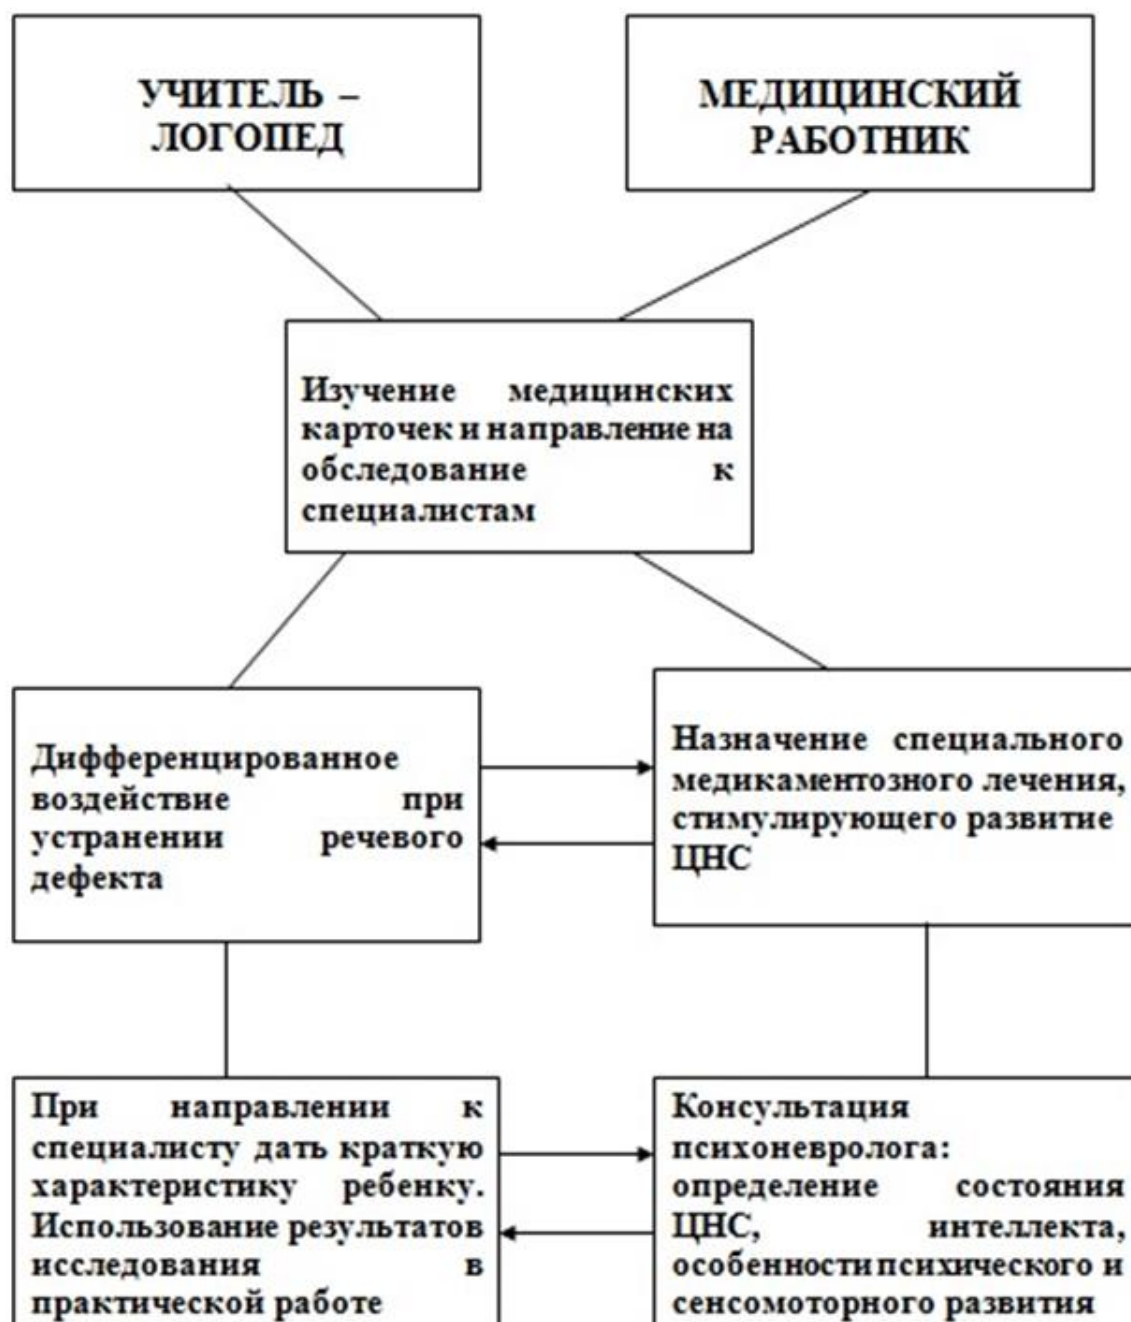 УЧИТЕЛЬ –
ЛОГОПЕД
МЕДИЦИНСКИЙ
РАБОТНИК
Изучение медицинских
карточек и направление на
обследование к
специалистам
Дифференцированное
воздействие при
устранении речевого
дефекта
Назначение специального
медикаментозного лечения,
стимулирующего развитие
ЦНС
При направлении к
специалисту дать краткую
характеристику ребенку.
Использование результатов
исследования в
практической работе
Консультация
психоневролога:
определение состояния
ЦНС, интеллекта,
особенности психического и
сенсомоторного развития